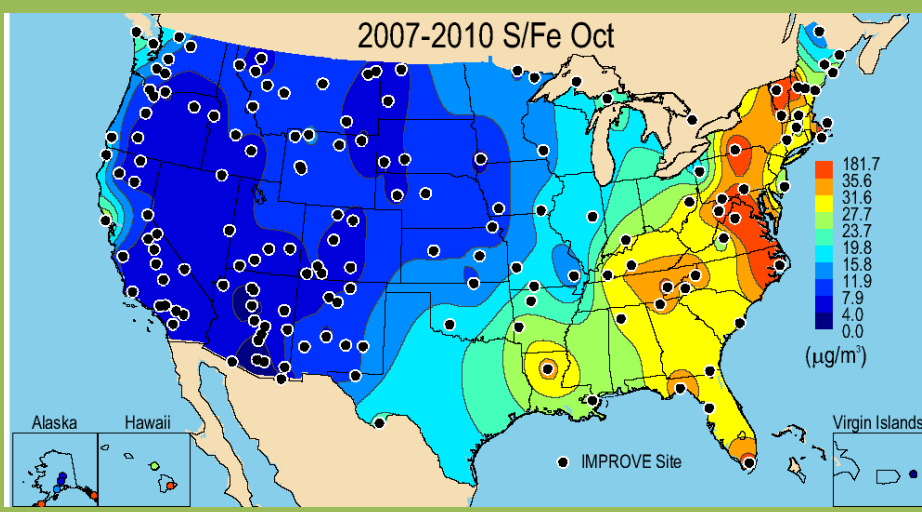 2007-2010 S/Fe Oct
181.7
35.6
31.6
27.7
23.7
19.8
15.8
11.9
7.9
4.0
0.0
(µg/m³)
Alaska
Hawaii
Virgin Islands
IMPROVE Site